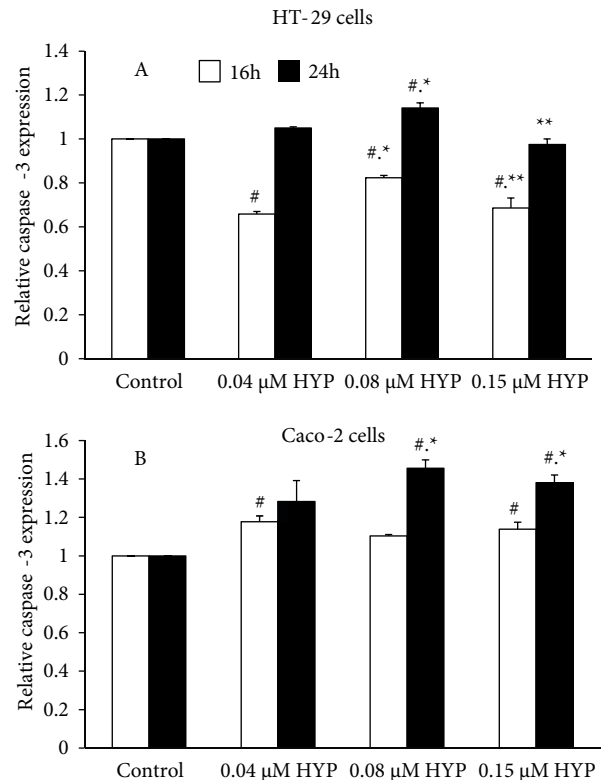 HT-29 cells
Relative caspase -3 expression
1.4
1.2
1
0.8
0.6
0.4
0.2
0
A
16h
24h
#
#.*
#.*
#.**
**
Control
0.04 µM HYP
0.08 µM HYP
0.15 µM HYP
Caco-2 cells
Relative caspase -3 expression
1.6
1.4
1.2
1
0.8
0.6
0.4
0.2
0
B
#
#.*
#
#.*
Control
0.04 µM HYP
0.08 µM HYP
0.15 µM HYP